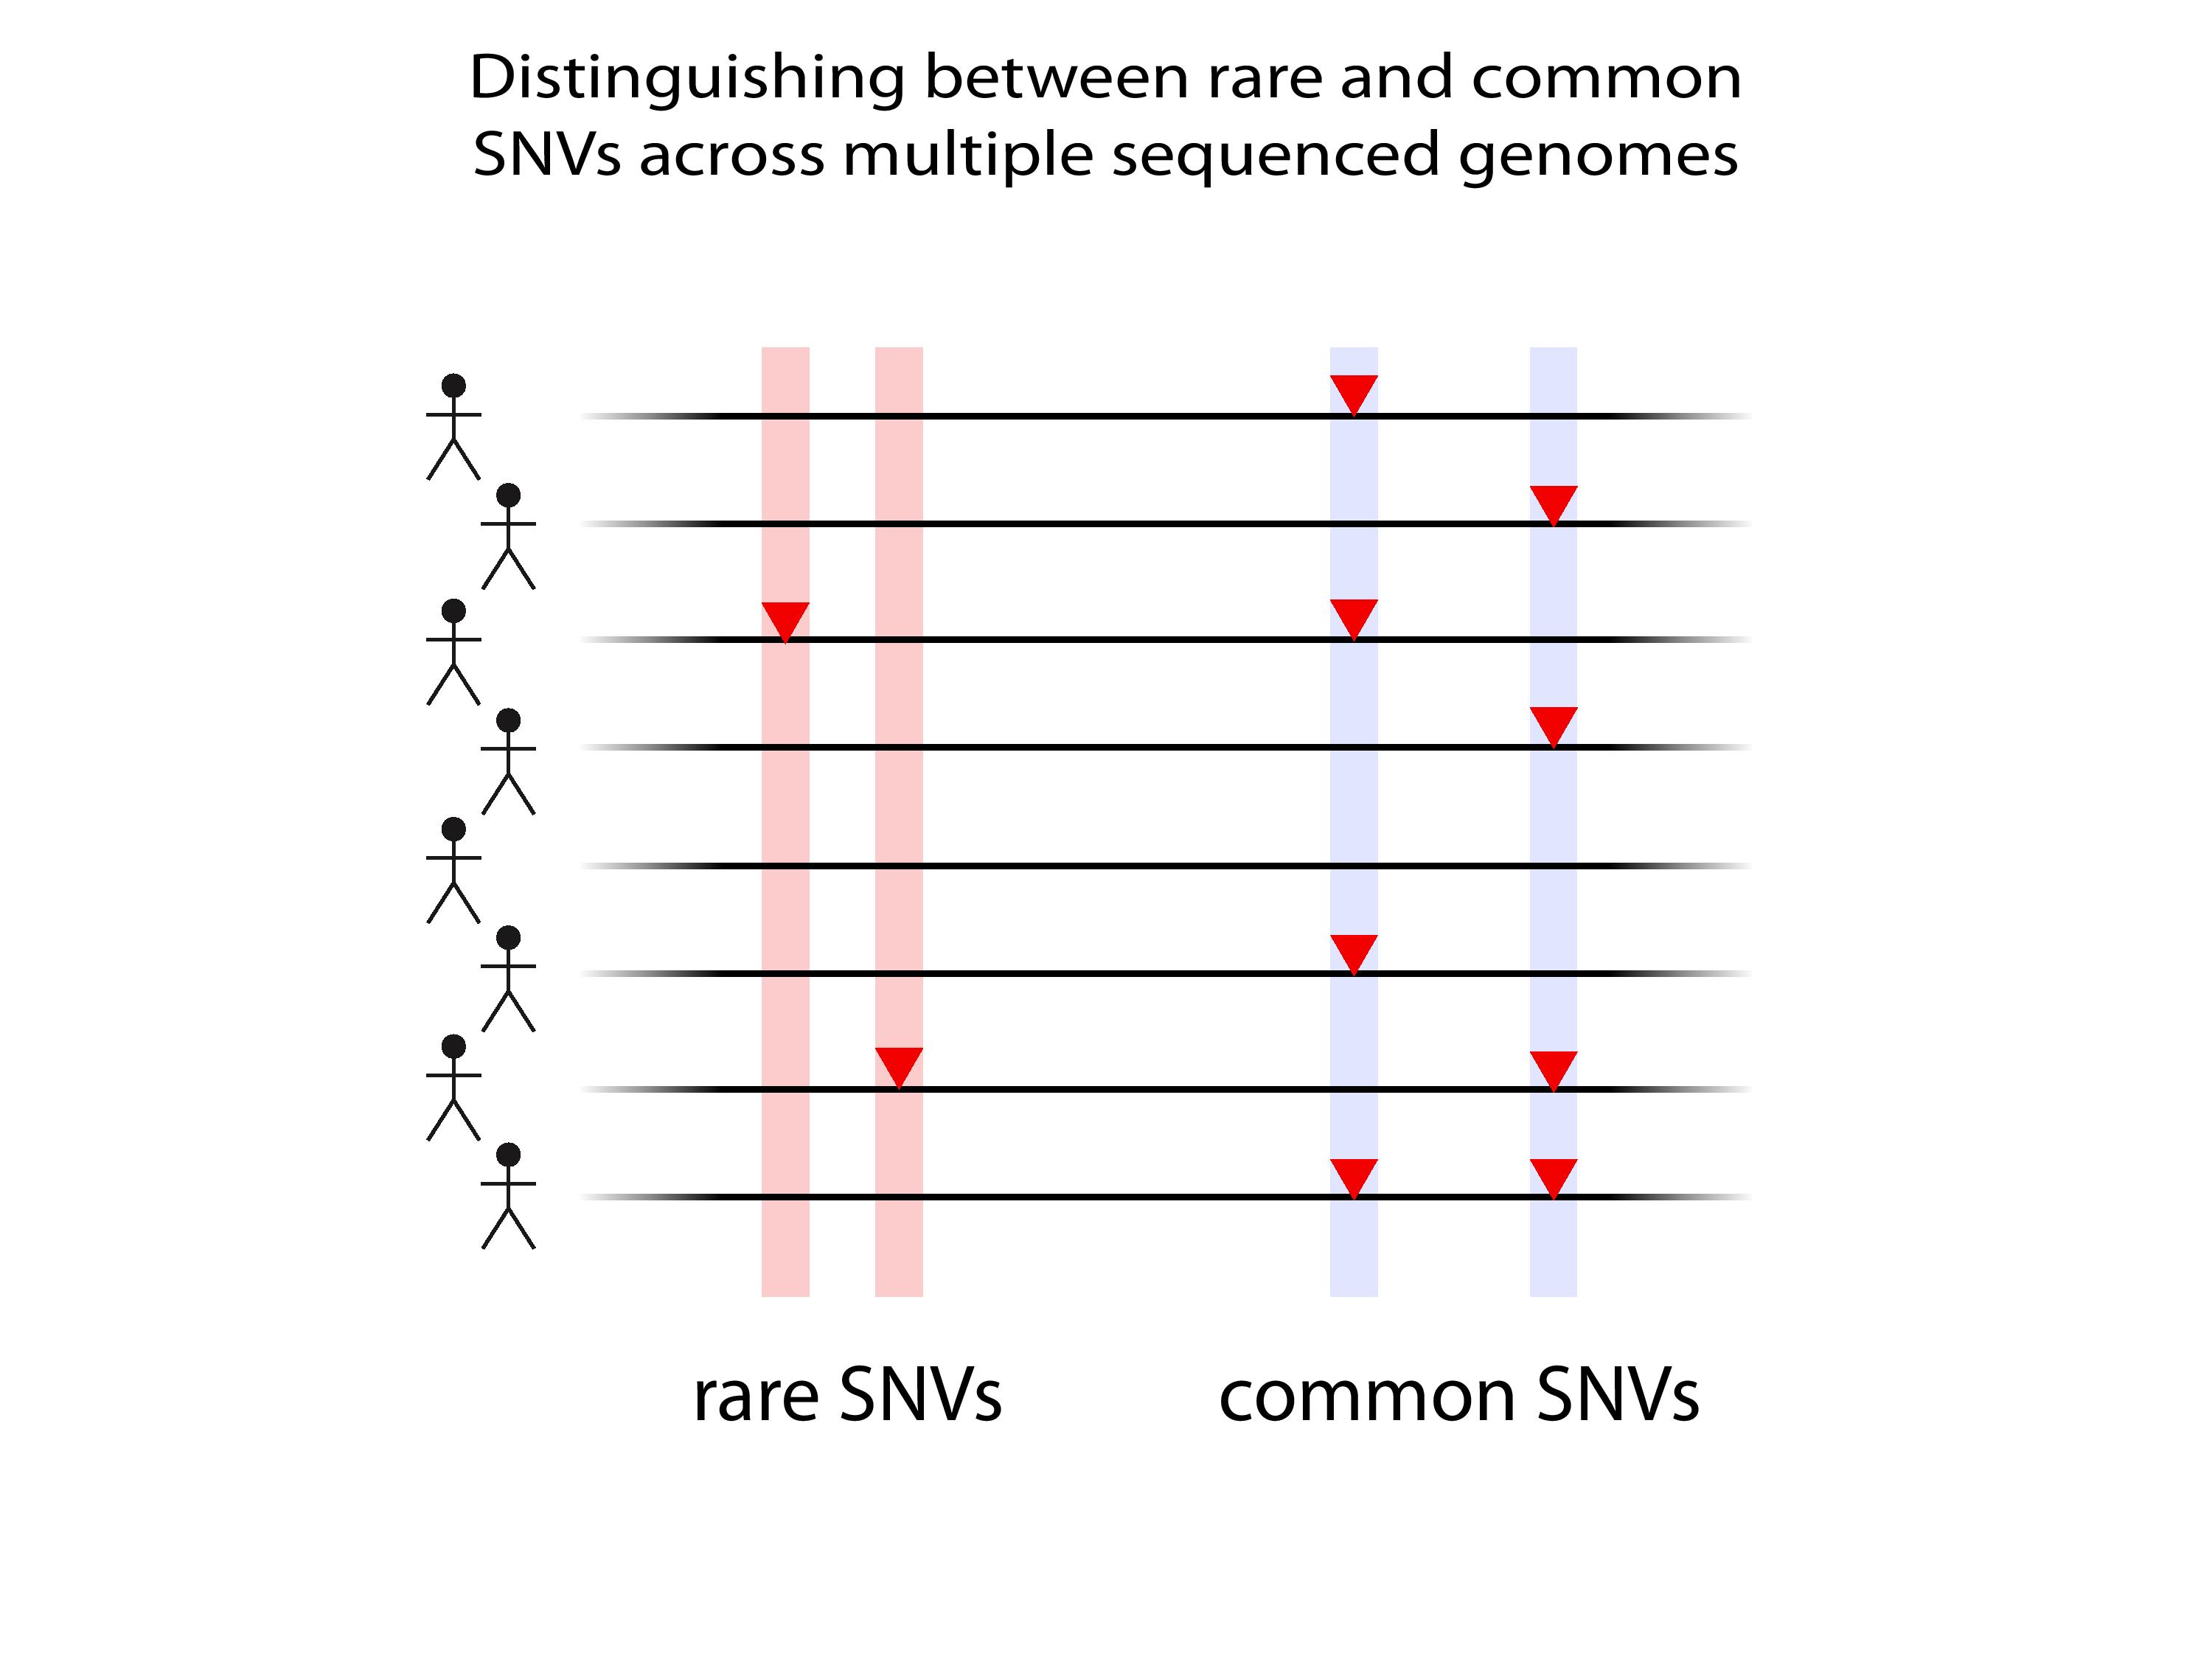 Distinguishing between rare and common
SNVs across multiple sequenced genomes
rare SNVs
common SNVs